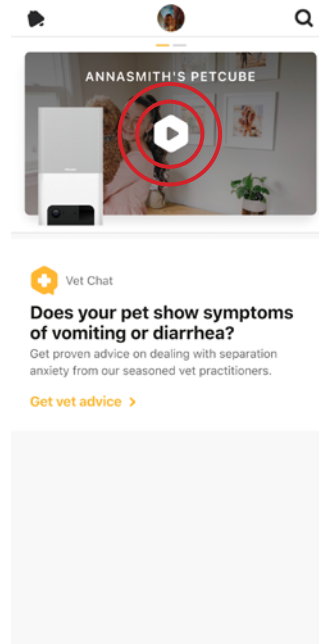 ANNASMITH'S PETCUBE
Vet Chat
Does your pet show symptoms
of vomiting or diarrhea?
Get proven advice on dealing with separation
anxiety from our seasoned vet practitioners.
Get vet advice >